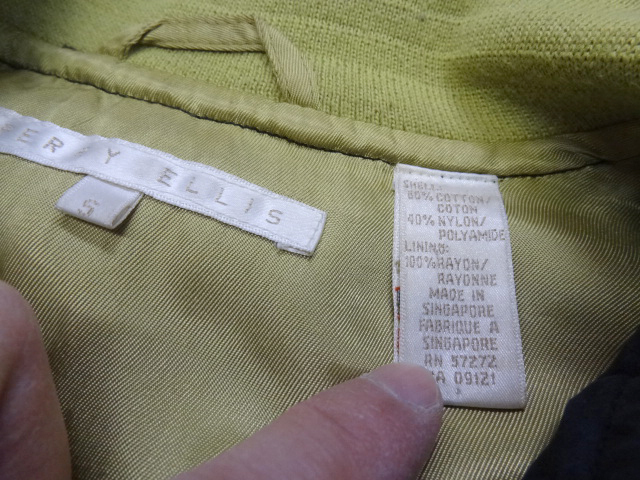 ERY ELLIS
S
SHELL:
60% COTTON/
COTON
40% NYLON/
POLYAMIDE
LINING:
100% RAYON/
RAYONNE
MADE IN
SINGAPORE
FABRIQUE A
SINGAPORE
RN 57272
CA 09121